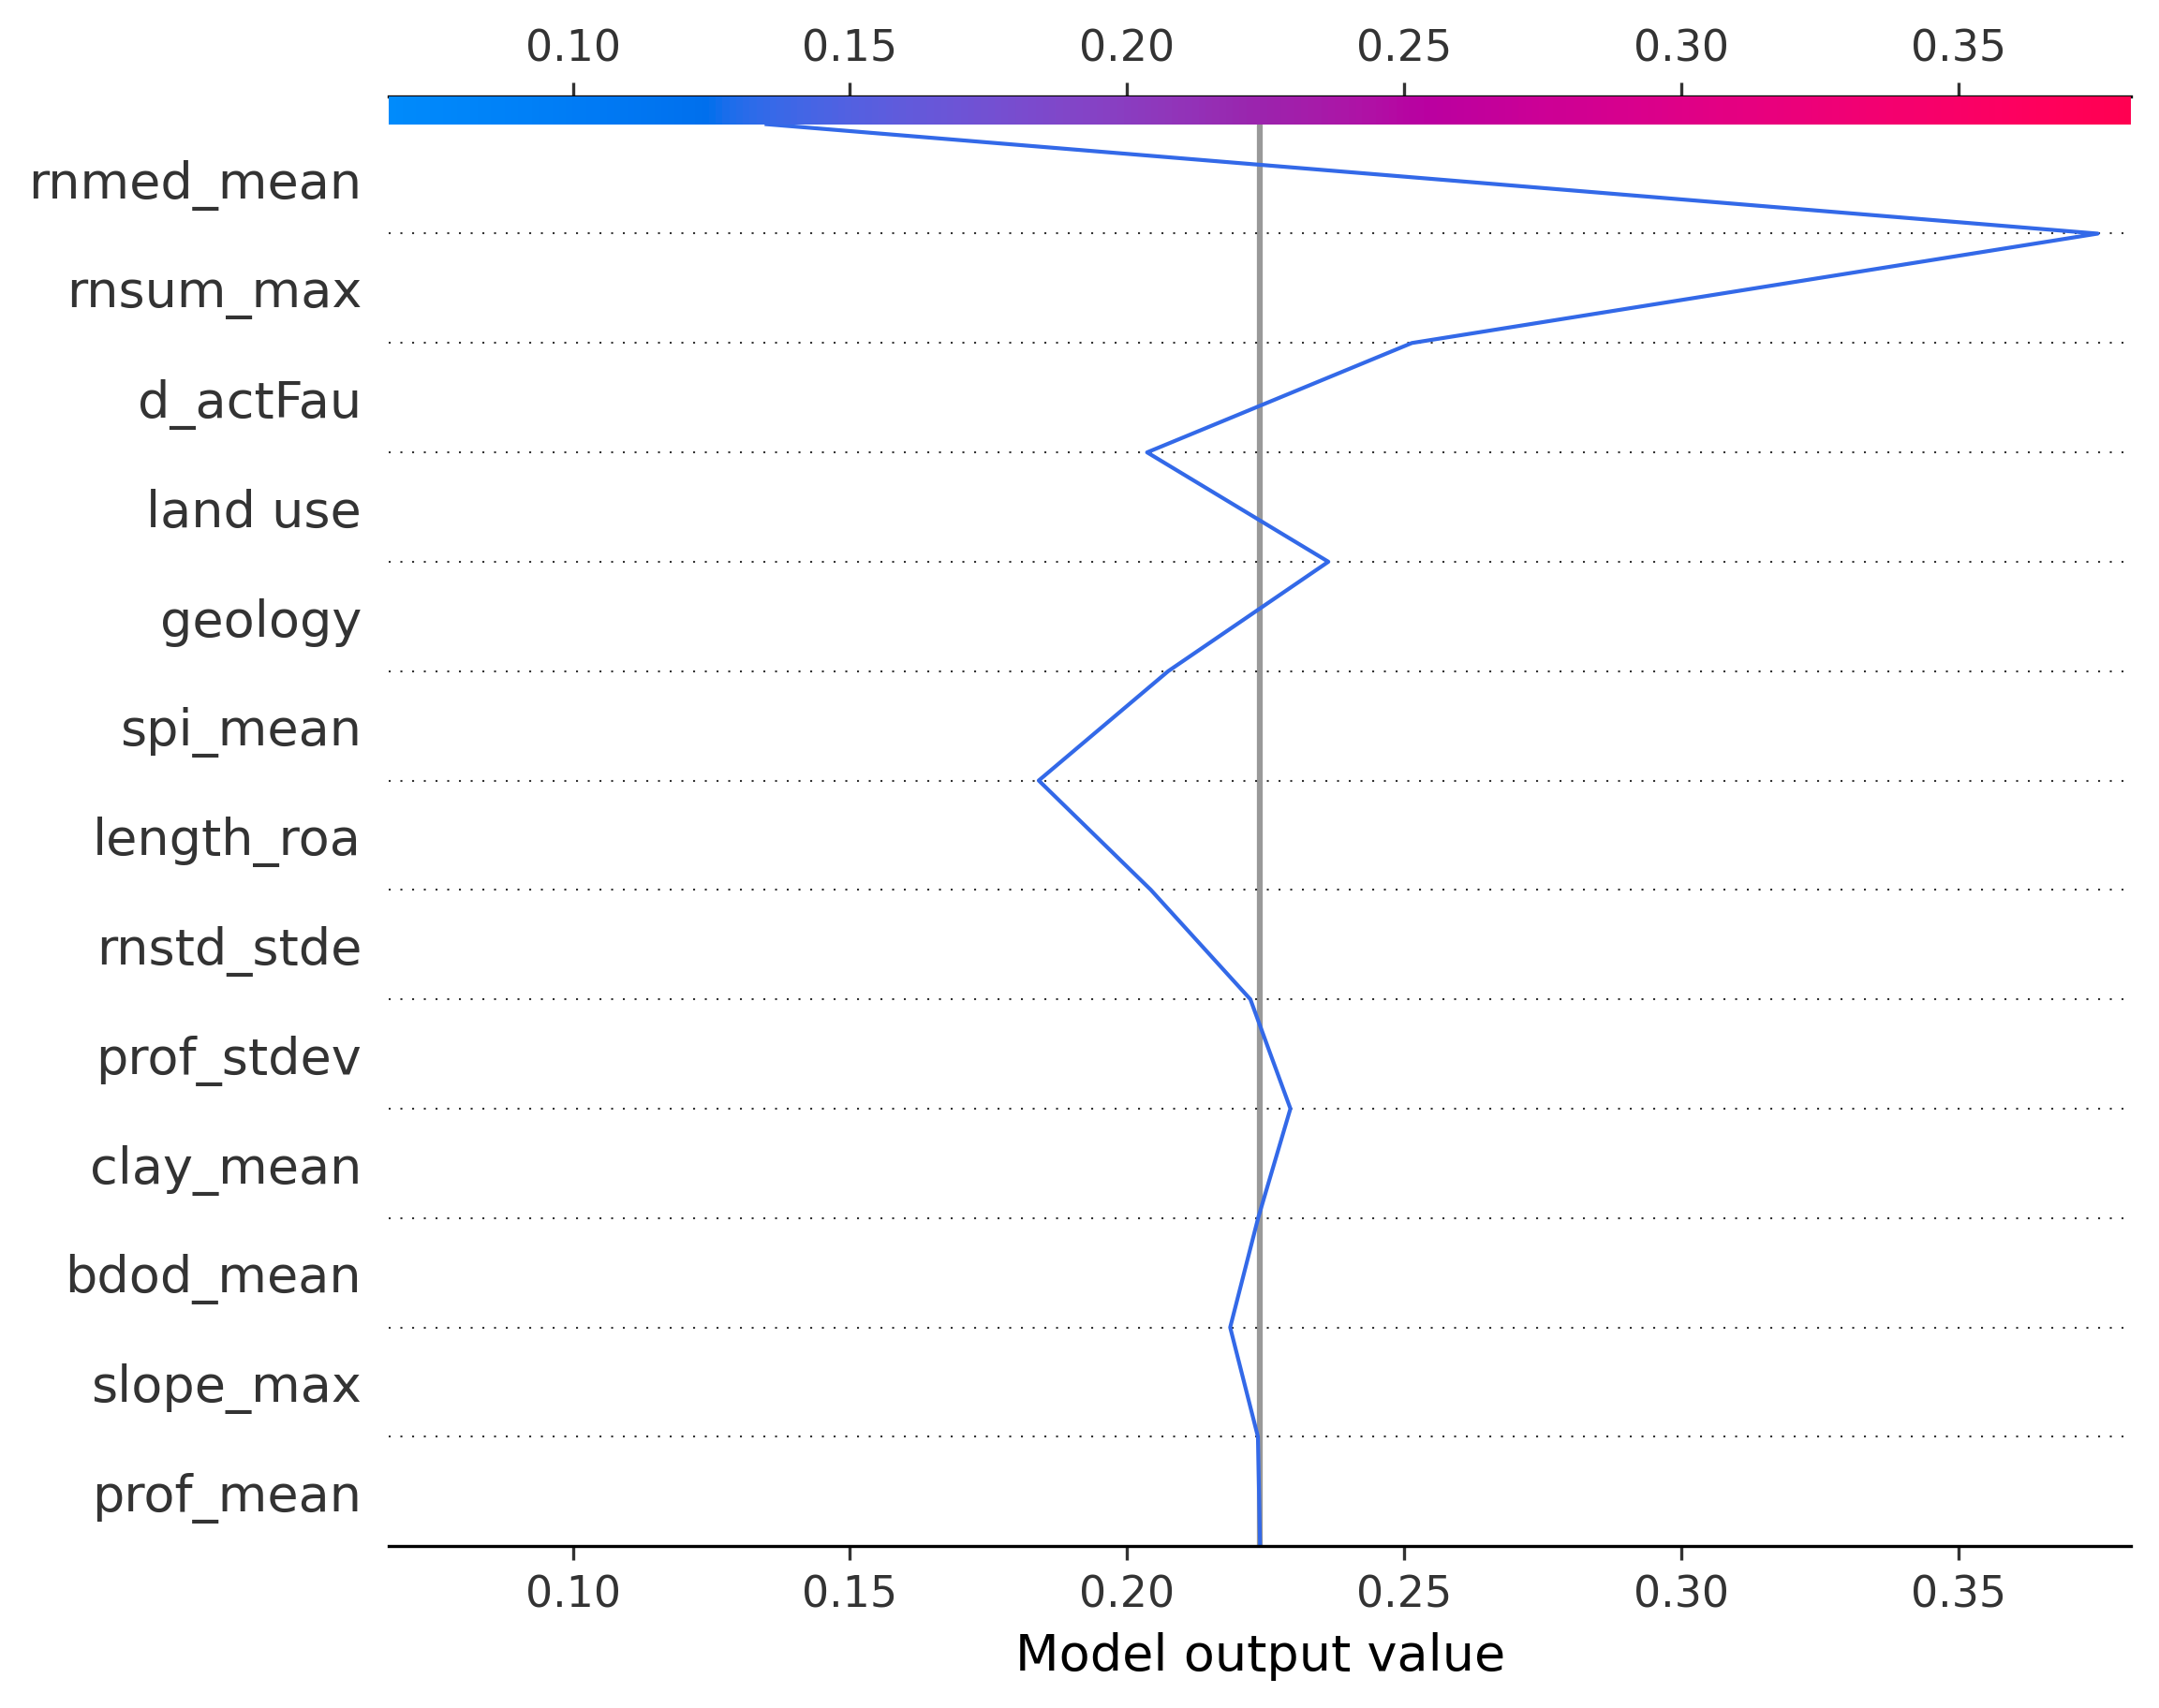 0.10 0.15 0.20 0.25 0.30 0.35
rnmed_mean
rnsum_max
d_actFau
land use
geology
spi_mean
length_roa
rnstd_stde
prof_stdev
clay_mean
bdod_mean
slope_max
prof_mean
0.10 0.15 0.20 0.25 0.30 0.35
Model output value